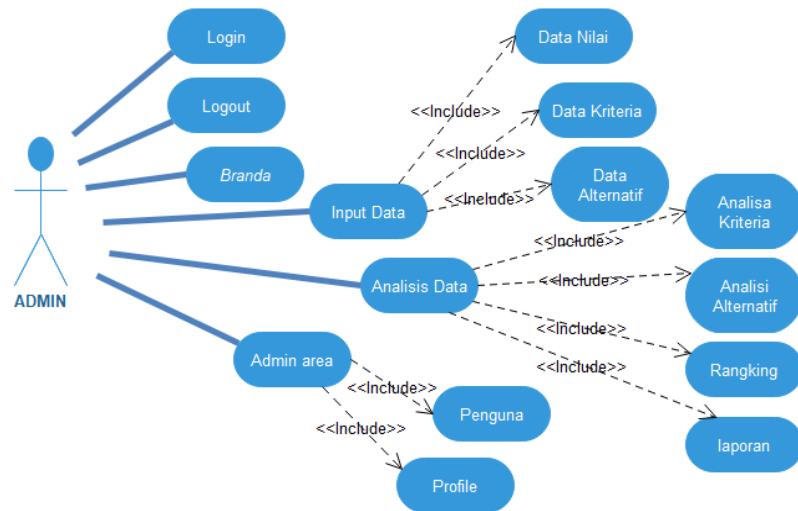 Login
Data Nilai
Logout
<<Include>>
Data Kriteria
<<Include>>
Branda
Data
Alternatif
<<Include>>
Input Data
Analisa
Kriteria
<<Include>>
ADMIN
Analisis Data
<<Include>>
Analisi
Alternatif
<<Include>>
Admin area
<<Include>>
Rangking
<<Include>>
Penguna
<<Include>>
laporan
Profile